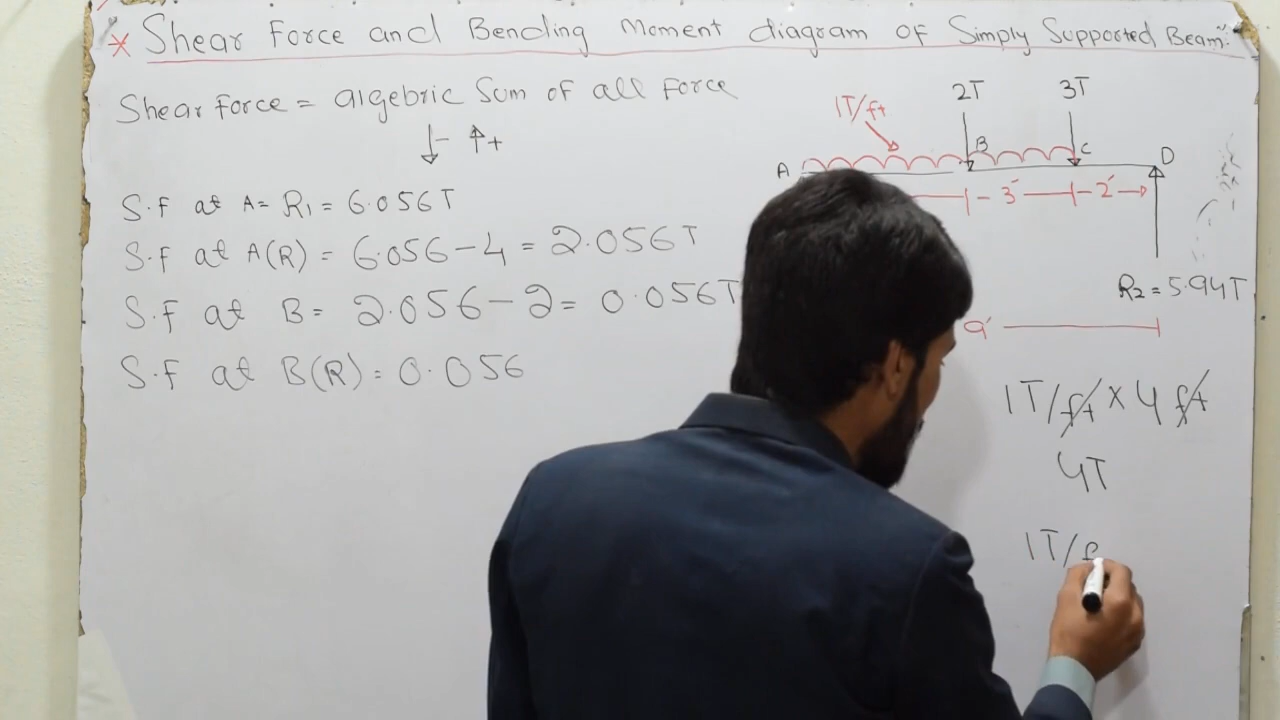 * Shear Force and Bending Moment diagram of Simply Supported Beam:
Shear Force = algebric Sum of all Force
↓- ↑+
S.F at A = R1 = 6.056T
S.F at A(R) = 6.056 - 4 = 2.056T
S.F at B = 2.056 - 2 = 0.056T
S.F at B(R) = 0.056
1T/ft
2T
3T
A
B
C
D
3'
2'
R2 = 5.94T
9'
1T/ft × 4 ft
4T
1T/f